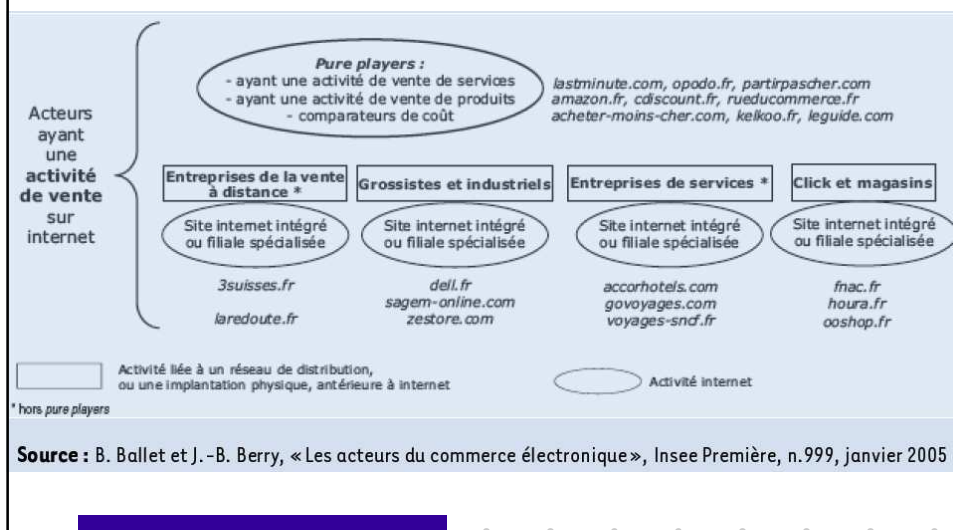 Pure players :
- ayant une activité de vente de services
- ayant une activité de vente de produits
- comparateurs de coût
lastminute.com, opodo.fr, partirpascher.com
amazon.fr, cdiscount.fr, rueducommerce.fr
acheter-moins-cher.com, kelkoo.fr, leguide.com
Acteurs
ayant
une
activité
de vente
sur
internet
Entreprises de la vente
à distance *
Site internet intégré
ou filiale spécialisée
3suisses.fr
laredoute.fr
Grossistes et industriels
Site internet intégré
ou filiale spécialisée
dell.fr
sagem-online.com
zestore.com
Entreprises de services *
Site internet intégré
ou filiale spécialisée
accorhotels.com
govoyages.com
voyages-sncf.fr
Click et magasins
Site internet intégré
ou filiale spécialisée
fnac.fr
houra.fr
ooshop.fr
Activité liée à un réseau de distribution,
ou une implantation physique, antérieure à internet
Activité internet
* hors pure players
Source : B. Ballet et J.-B. Berry, « Les acteurs du commerce électronique», Insee Première, n.999, janvier 2005